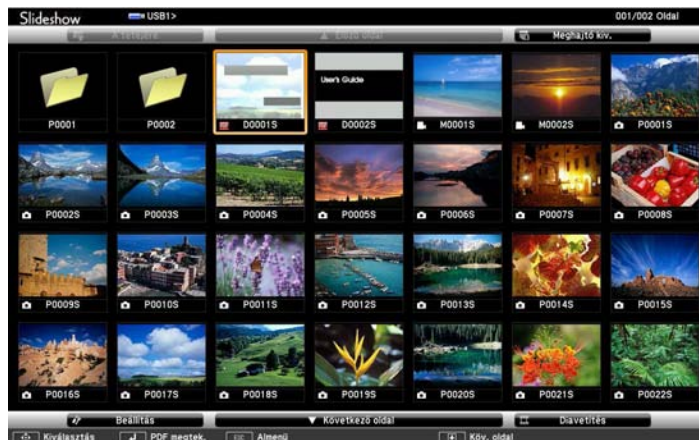 Slideshow USB1> 001/002 Oldal
A tetejére ▲ Előző oldal Meghajtó kiv.
User's Guide
P0001 P0002 D0001S D0002S M0001S M0002S P0001S
P0002S P0003S P0004S P0005S P0006S P0007S P0008S
P0009S P0010S P0011S P0012S P0013S P0014S P0015S
P0016S P0017S P0018S P0019S P0020S P0021S P0022S
Beállítás ▼ Következő oldal Diavetítés
Kiválasztás PDF megtek. ESC Almenü Köv. oldal